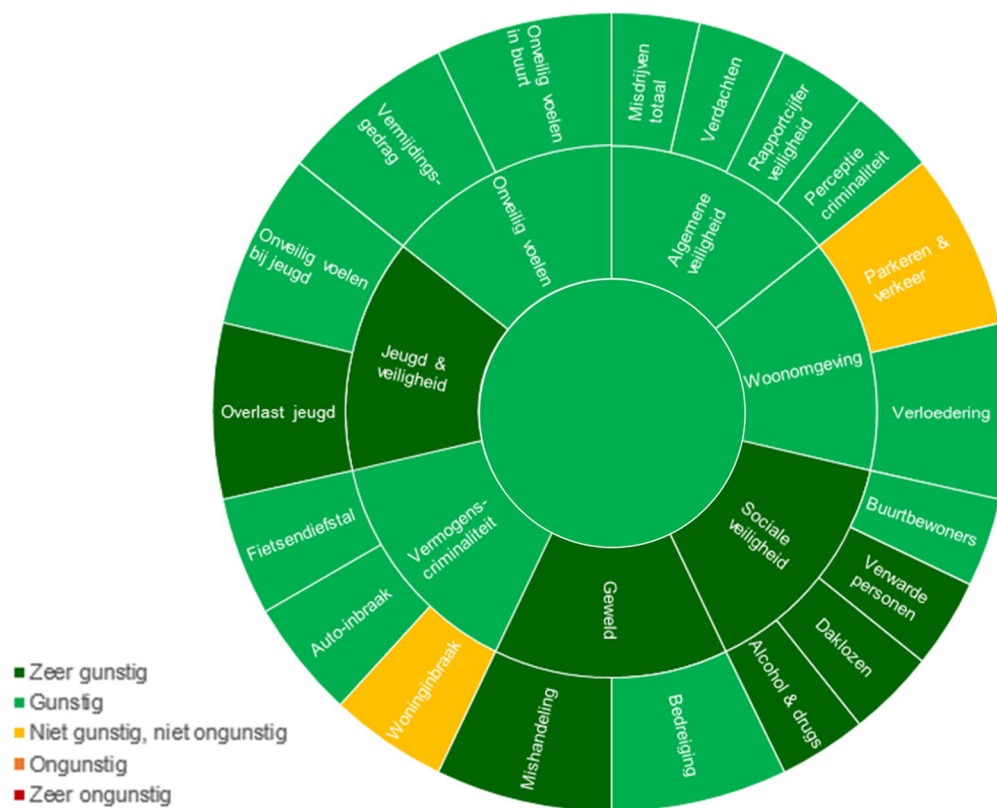 Onveilig voelen
in buurt
Misdrijven
totaal
Verdachten
Rapportcijfer
veiligheid
Perceptie
criminaliteit
Parkeren &
verkeer
Verloedering
Buurtbewoners
Verwarde
personen
Daklozen
Alcohol & drugs
Bedreiging
Mishandeling
Woninginbraak
Auto-inbraak
Fietsendiefstal
Overlast jeugd
Onveilig voelen
bij jeugd
Vermijdings-
gedrag
Onveilig voelen
Algemene
veiligheid
Woonomgeving
Sociale
veiligheid
Geweld
Vermogens-
criminaliteit
Jeugd &
veiligheid
Zeer gunstig
Gunstig
Niet gunstig, niet ongunstig
Ongunstig
Zeer ongunstig